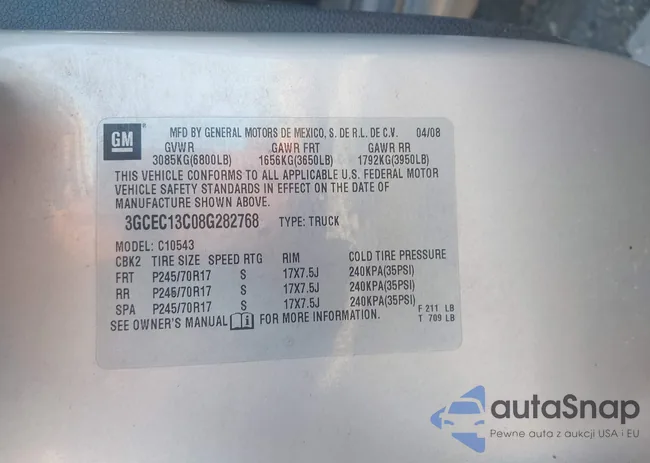 GM
MFD BY GENERAL MOTORS DE MEXICO, S. DE R.L. DE C.V. 04/08
GVWR GAWR FRT GAWR RR
3085KG(6800LB) 1656KG(3650LB) 1792KG(3950LB)
THIS VEHICLE CONFORMS TO ALL APPLICABLE U.S. FEDERAL MOTOR
VEHICLE SAFETY STANDARDS IN EFFECT ON THE DATE OF
MANUFACTURE SHOWN ABOVE.
3GCEC13C08G282768 TYPE: TRUCK
MODEL: C10543
CBK2 TIRE SIZE SPEED RTG RIM COLD TIRE PRESSURE
FRT P245/70R17 S 17X7.5J 240KPA(35PSI)
RR P245/70R17 S 17X7.5J 240KPA(35PSI)
SPA P245/70R17 S 17X7.5J 240KPA(35PSI)
F 211 LB
SEE OWNER'S MANUAL FOR MORE INFORMATION. T 709 LB
autaSnap
Pewne auta z aukcji USA i EU